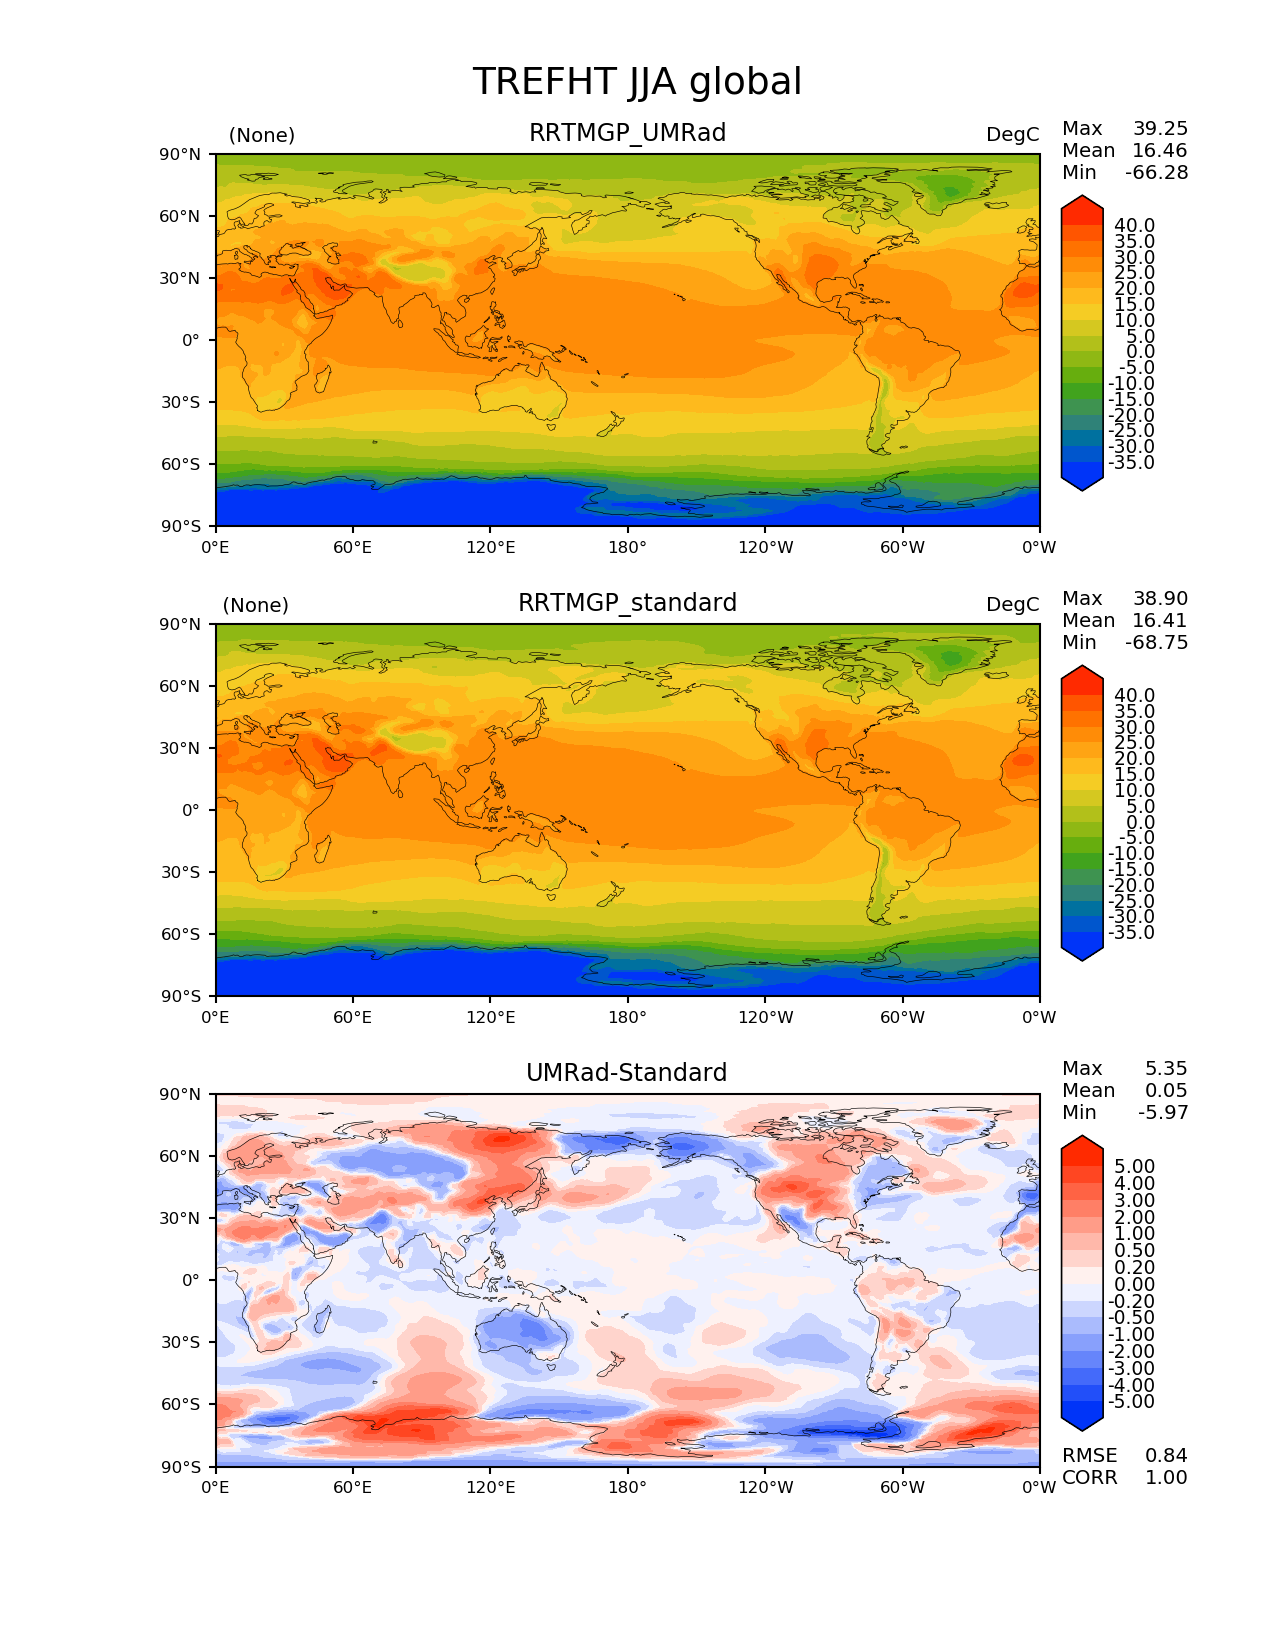 TREFHT JJA global
(None) RRTMGP_UMRad DegC
Max 39.25
Mean 16.46
Min -66.28
90°N
60°N
30°N
0°
30°S
60°S
90°S
0°E 60°E 120°E 180° 120°W 60°W 0°W
40.0
35.0
30.0
25.0
20.0
15.0
10.0
5.0
0.0
-5.0
-10.0
-15.0
-20.0
-25.0
-30.0
-35.0
(None) RRTMGP_standard DegC
Max 38.90
Mean 16.41
Min -68.75
90°N
60°N
30°N
0°
30°S
60°S
90°S
0°E 60°E 120°E 180° 120°W 60°W 0°W
40.0
35.0
30.0
25.0
20.0
15.0
10.0
5.0
0.0
-5.0
-10.0
-15.0
-20.0
-25.0
-30.0
-35.0
UMRad-Standard
Max 5.35
Mean 0.05
Min -5.97
90°N
60°N
30°N
0°
30°S
60°S
90°S
0°E 60°E 120°E 180° 120°W 60°W 0°W
5.00
4.00
3.00
2.00
1.00
0.50
0.20
0.00
-0.20
-0.50
-1.00
-2.00
-3.00
-4.00
-5.00
RMSE 0.84
CORR 1.00